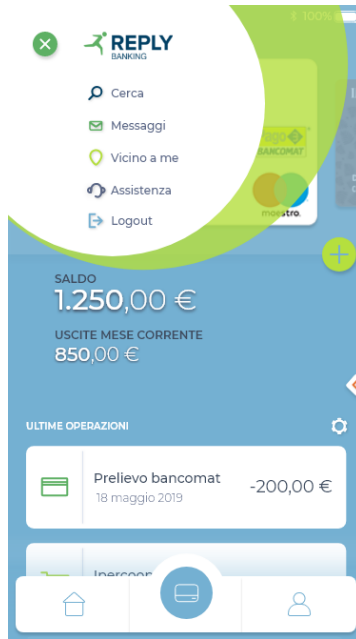 100%
REPLY
BANKING
Cerca
Messaggi
Vicino a me
Assistenza
Logout
BANCOMAT
maestro.
SALDO
1.250,00 €
USCITE MESE CORRENTE
850,00 €
ULTIME OPERAZIONI
Prelievo bancomat
18 maggio 2019
-200,00 €